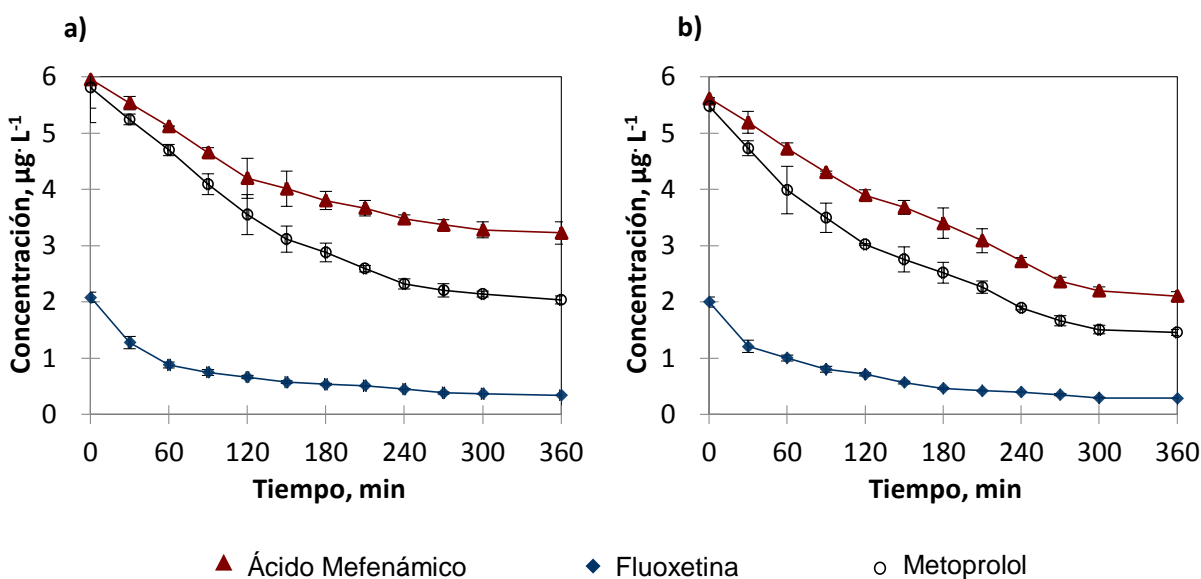 a)
Concentración, µg· L-1
6
5
4
3
2
1
0
0 60 120 180 240 300 360
Tiempo, min
b)
Concentración, µg· L-1
6
5
4
3
2
1
0
0 60 120 180 240 300 360
Tiempo, min
Ácido Mefenámico Fluoxetina Metoprolol